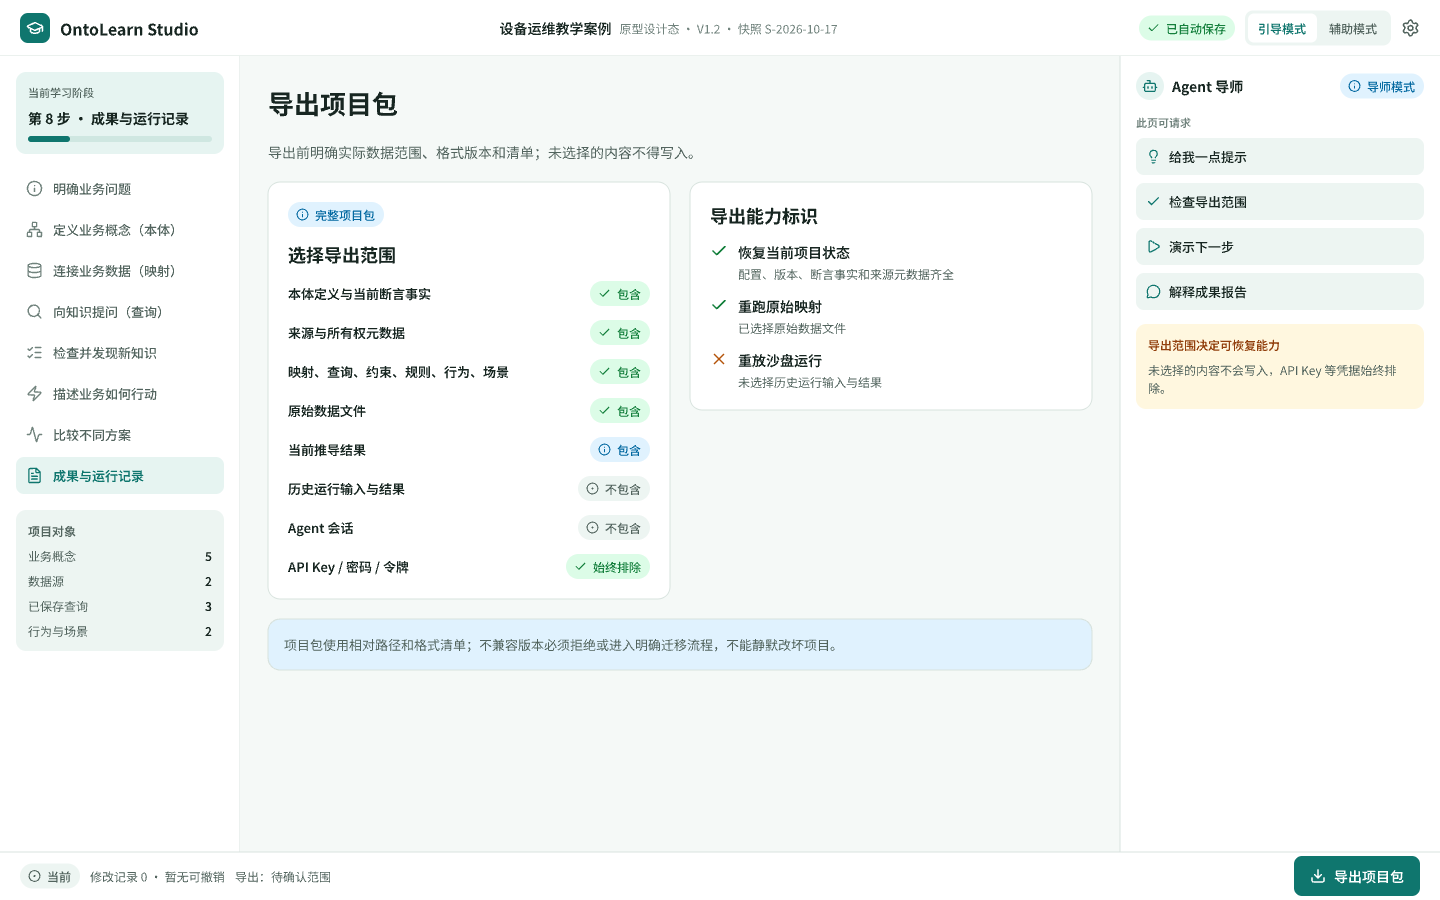 OntoLearn Studio
设备运维教学案例 原型设计态 • V1.2 • 快照 S-2026-10-17
已自动保存
引导模式
辅助模式
当前学习阶段
第 8 步 • 成果与运行记录
明确业务问题
定义业务概念（本体）
连接业务数据（映射）
向知识提问（查询）
检查并发现新知识
描述业务如何行动
比较不同方案
成果与运行记录
项目对象
业务概念 5
数据源 2
已保存查询 3
行为与场景 2
导出项目包
导出前明确实际数据范围、格式版本和清单；未选择的内容不得写入。
完整项目包
选择导出范围
本体定义与当前断言事实 包含
来源与所有权元数据 包含
映射、查询、约束、规则、行为、场景 包含
原始数据文件 包含
当前推导结果 包含
历史运行输入与结果 不包含
Agent 会话 不包含
API Key / 密码 / 令牌 始终排除
导出能力标识
恢复当前项目状态
配置、版本、断言事实和来源元数据齐全
重跑原始映射
已选择原始数据文件
重放沙盘运行
未选择历史运行输入与结果
项目包使用相对路径和格式清单；不兼容版本必须拒绝或进入明确迁移流程，不能静默改坏项目。
Agent 导师
导师模式
此页可请求
给我一点提示
检查导出范围
演示下一步
解释成果报告
导出范围决定可恢复能力
未选择的内容不会写入，API Key 等凭据始终排
除。
当前 修改记录 0 • 暂无可撤销 导出：待确认范围
导出项目包